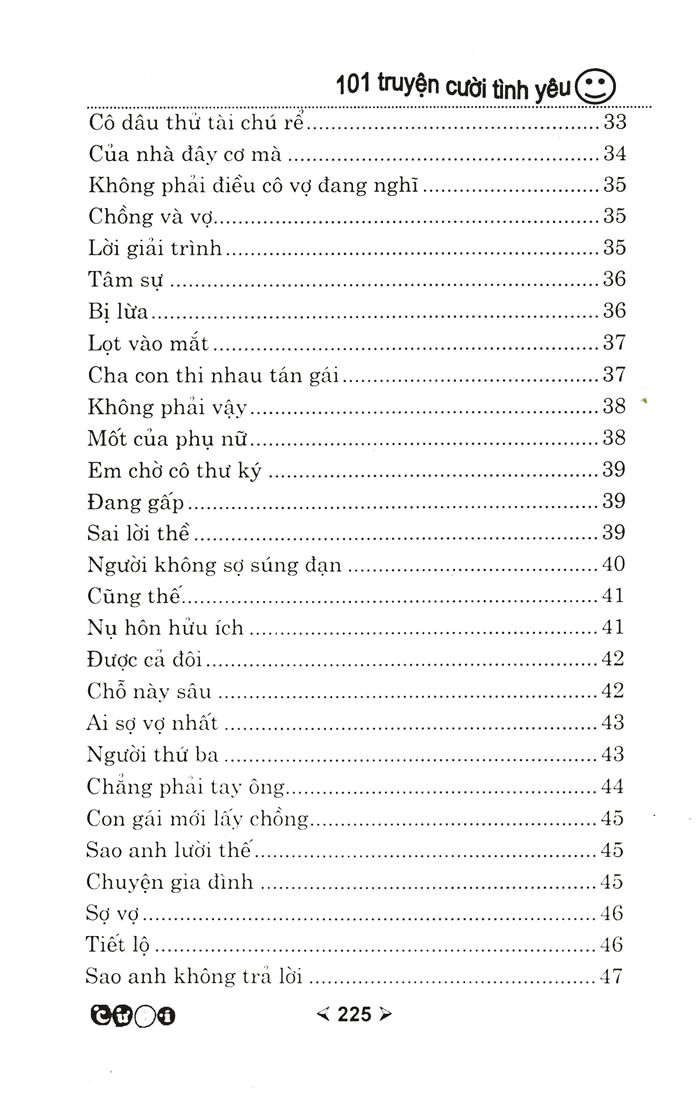 101 truyện cười tình yêu
Cô dâu thử tài chú rể..........33
Của nhà đây cơ mà..........34
Không phải điều cô vợ đang nghĩ..........35
Chồng và vợ..........35
Lời giải trình..........35
Tâm sự..........36
Bị lừa..........36
Lọt vào mắt..........37
Cha con thi nhau tán gái..........37
Không phải vậy..........38
Mốt của phụ nữ..........38
Em chờ cô thư ký..........39
Đang gấp..........39
Sai lời thề..........39
Người không sợ súng đạn..........40
Cũng thế..........41
Nụ hôn hữu ích..........41
Được cả đôi..........42
Chỗ này sâu..........42
Ai sợ vợ nhất..........43
Người thứ ba..........43
Chẳng phải tay ông..........44
Con gái mới lấy chồng..........45
Sao anh lười thế..........45
Chuyện gia đình..........45
Sợ vợ..........46
Tiết lộ..........46
Sao anh không trả lời..........47
Cười
225